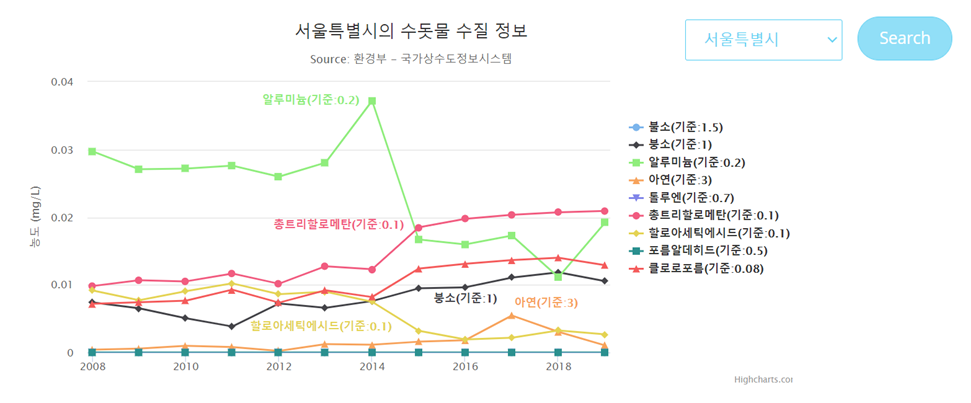 서울특별시의 수돗물 수질 정보
Source: 환경부 - 국가상수도정보시스템
서울특별시
Search
농도 (mg/L)
0.04
0.03
0.02
0.01
0
2008
2010
2012
2014
2016
2018
알루미늄(기준:0.2)
총트리할로메탄(기준:0.1)
할로아세틱에시드(기준:0.1)
붕소(기준:1)
아연(기준:3)
불소(기준:1.5)
붕소(기준:1)
알루미늄(기준:0.2)
아연(기준:3)
톨루엔(기준:0.7)
총트리할로메탄(기준:0.1)
할로아세틱에시드(기준:0.1)
포름알데히드(기준:0.5)
클로로포름(기준:0.08)
Highcharts.co